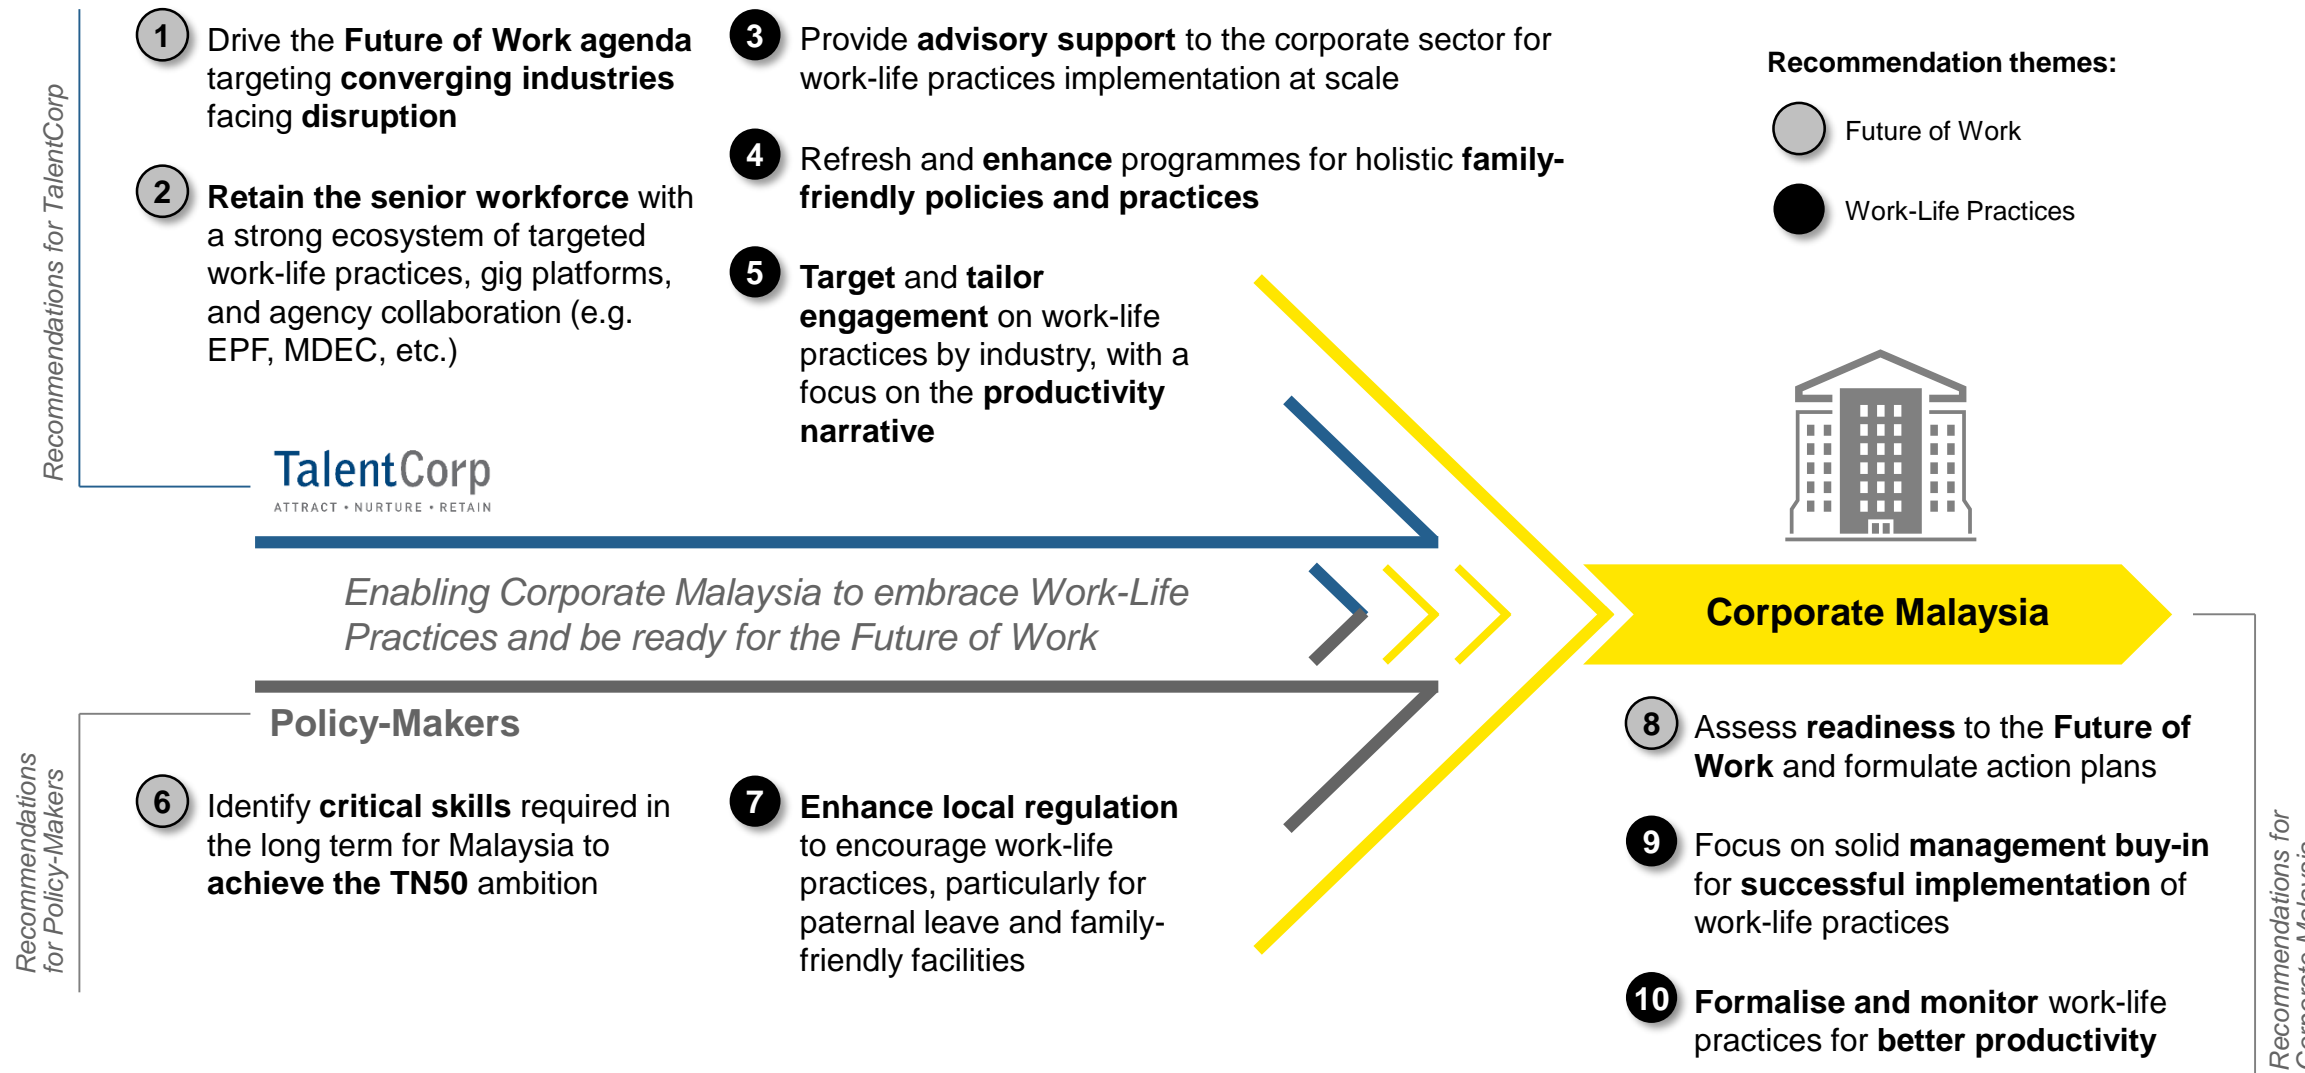 Recommendations for TalentCorp
1
Drive the Future of Work agenda
targeting converging industries
facing disruption
2
Retain the senior workforce with
a strong ecosystem of targeted
work-life practices, gig platforms,
and agency collaboration (e.g.
EPF, MDEC, etc.)
3
Provide advisory support to the corporate sector for
work-life practices implementation at scale
4
Refresh and enhance programmes for holistic family-
friendly policies and practices
5
Target and tailor
engagement on work-life
practices by industry, with a
focus on the productivity
narrative
Recommendation themes:
Future of Work
Work-Life Practices
TalentCorp
ATTRACT • NURTURE • RETAIN
Enabling Corporate Malaysia to embrace Work-Life
Practices and be ready for the Future of Work
Corporate Malaysia
Policy-Makers
Recommendations
for Policy-Makers
6
Identify critical skills required in
the long term for Malaysia to
achieve the TN50 ambition
7
Enhance local regulation
to encourage work-life
practices, particularly for
paternal leave and family-
friendly facilities
8
Assess readiness to the Future of
Work and formulate action plans
9
Focus on solid management buy-in
for successful implementation of
work-life practices
10
Formalise and monitor work-life
practices for better productivity
Recommendations for
Corporate Malaysia